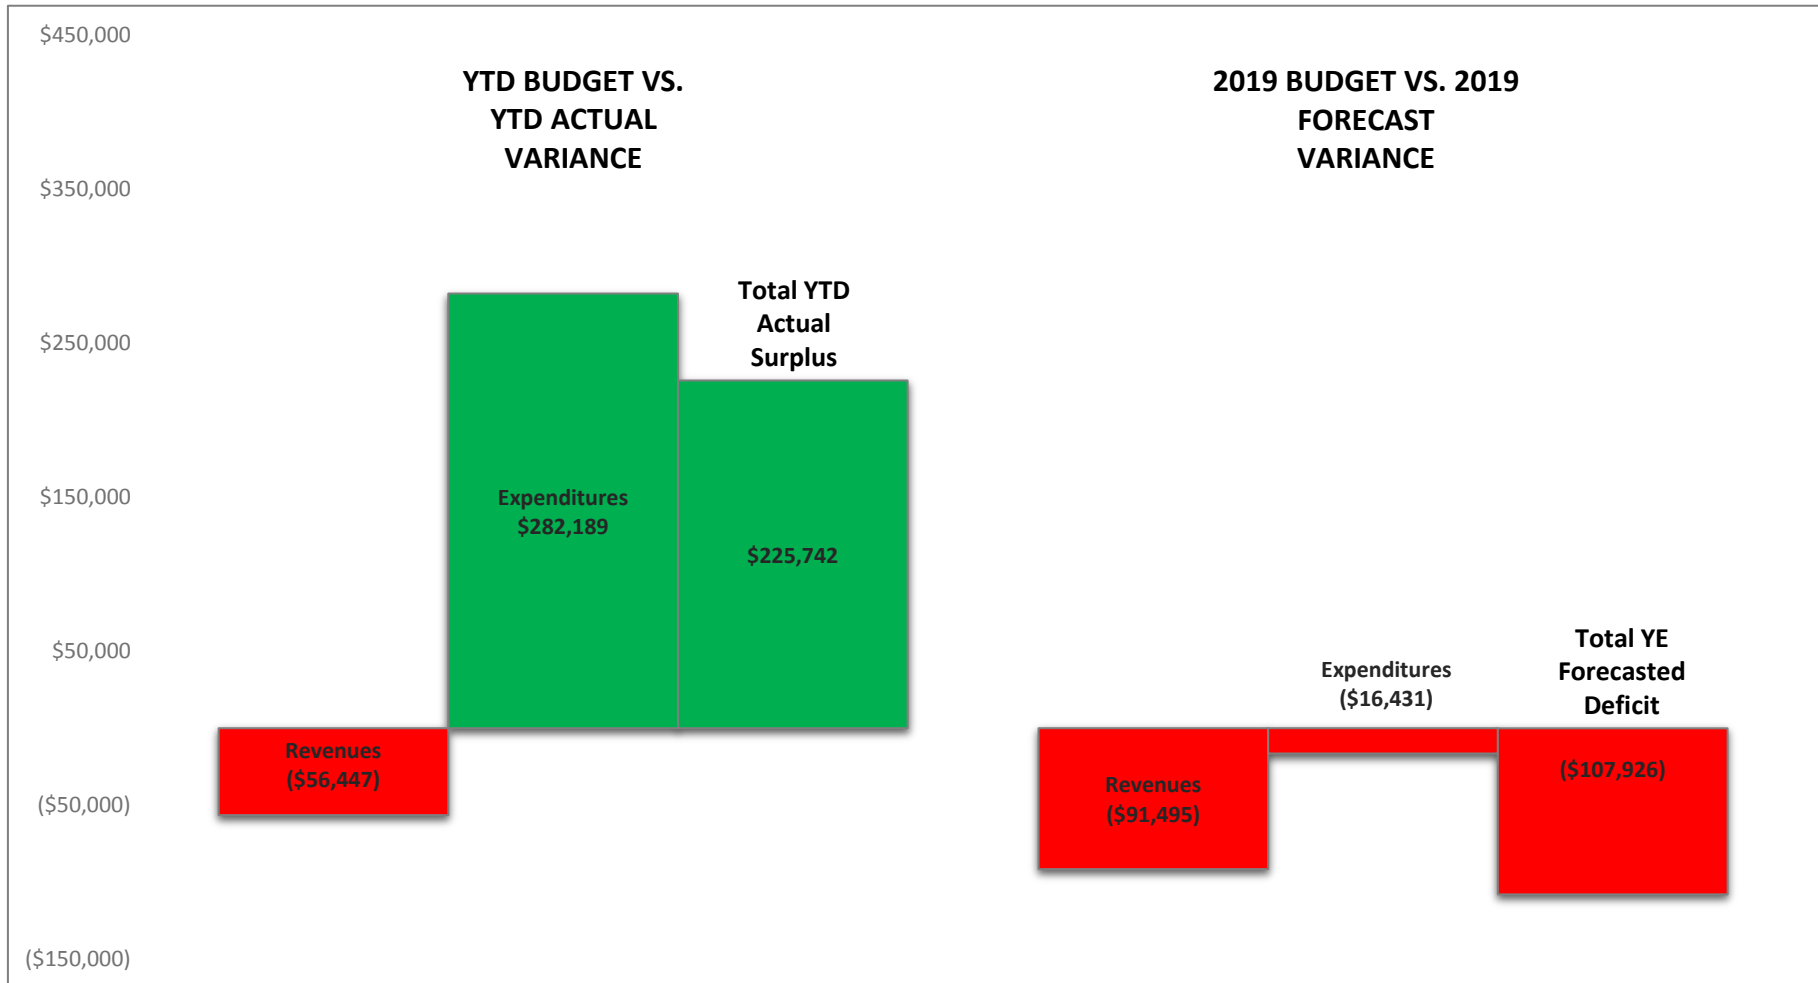 $450,000
$350,000
$250,000
$150,000
$50,000
($50,000)
($150,000)
YTD BUDGET VS.
YTD ACTUAL
VARIANCE
Revenues
($56,447)
Expenditures
$282,189
Total YTD
Actual
Surplus
$225,742
2019 BUDGET VS. 2019
FORECAST
VARIANCE
Revenues
($91,495)
Expenditures
($16,431)
Total YE
Forecasted
Deficit
($107,926)